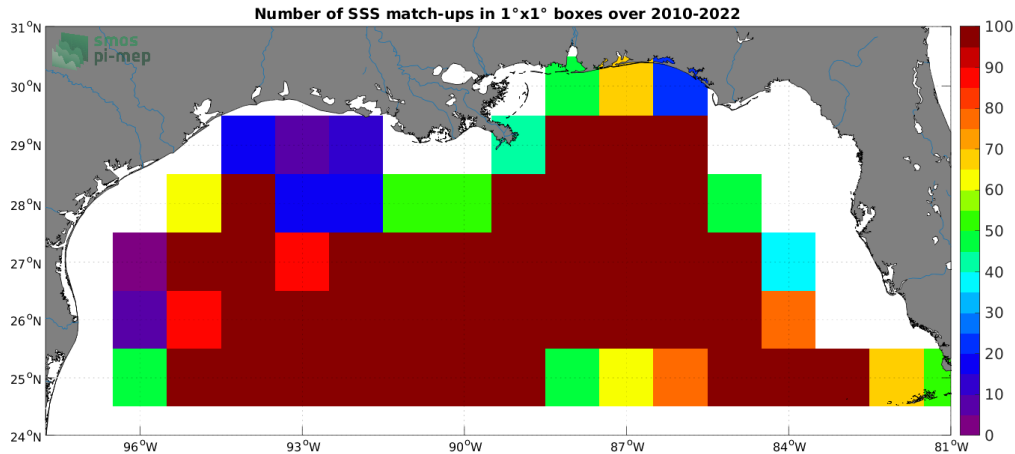 Number of SSS match-ups in 1°x1° boxes over 2010-2022
smos
pi-mep
31°N
30°N
29°N
28°N
27°N
26°N
25°N
24°N
96°W
93°W
90°W
87°W
84°W
81°W
100
90
80
70
60
50
40
30
20
10
0